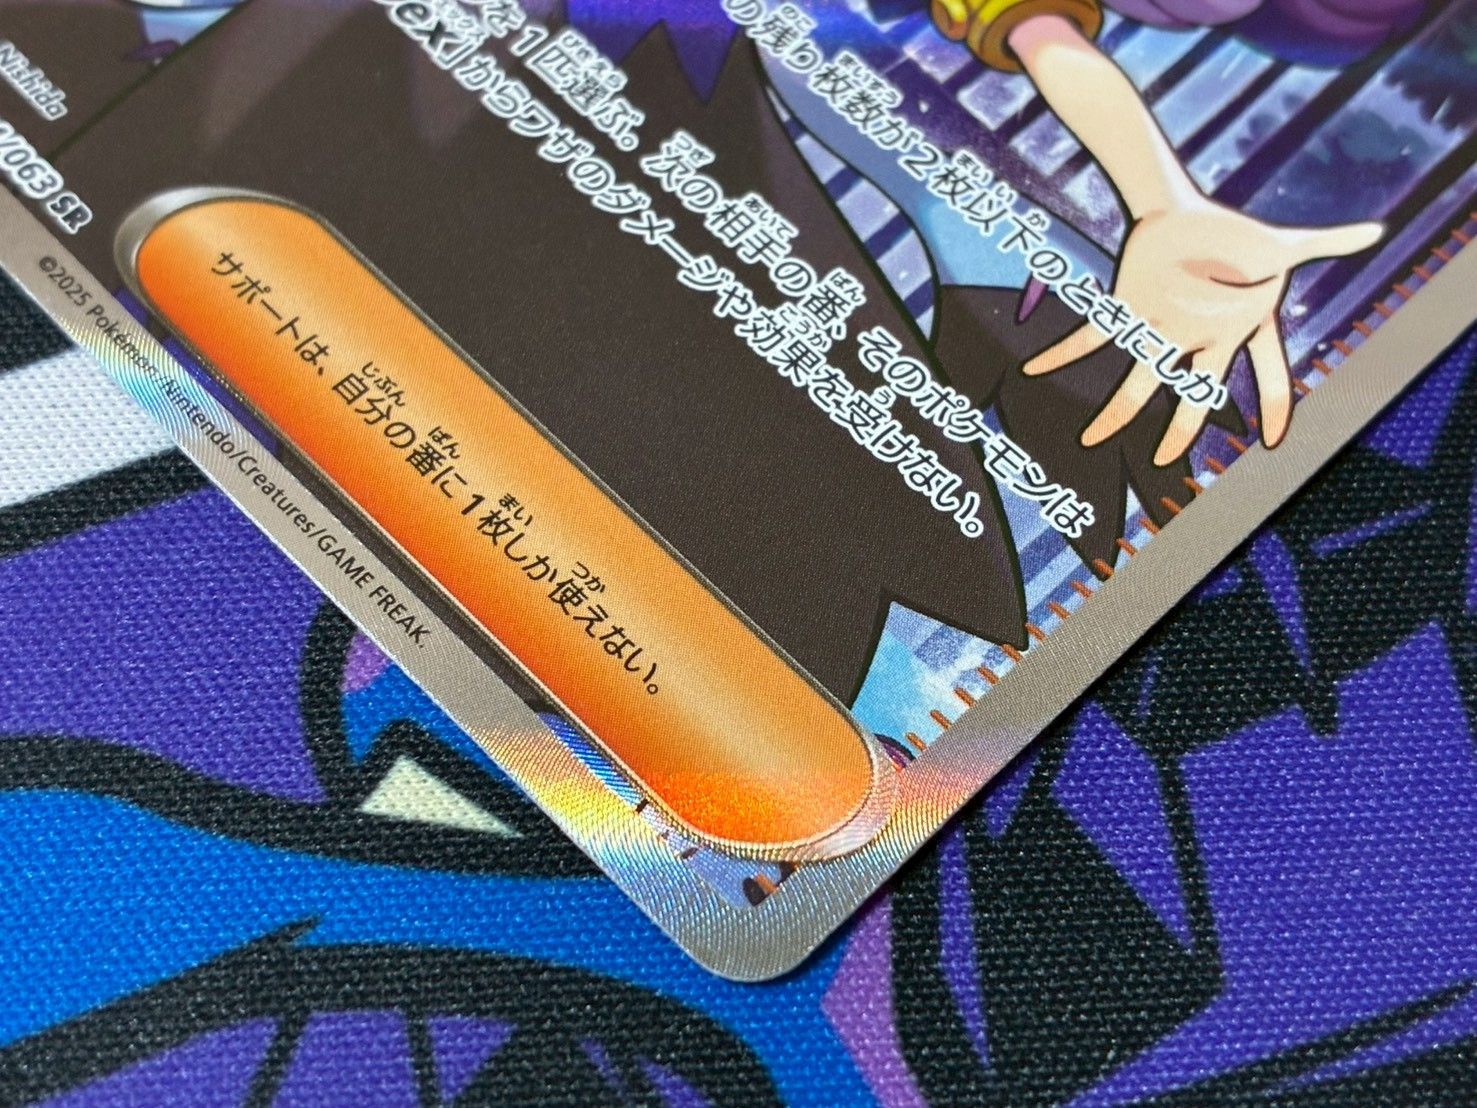 の残り枚数が2枚以下のときにしか
を1匹選ぶ。次の相手の番、そのポケモンは
ex」からワザのダメージや効果を受けない。
サポートは、自分の番に1枚しか使えない。
Nishida
/063 SR
©2025 Pokémon/Nintendo/Creatures/GAME FREAK.